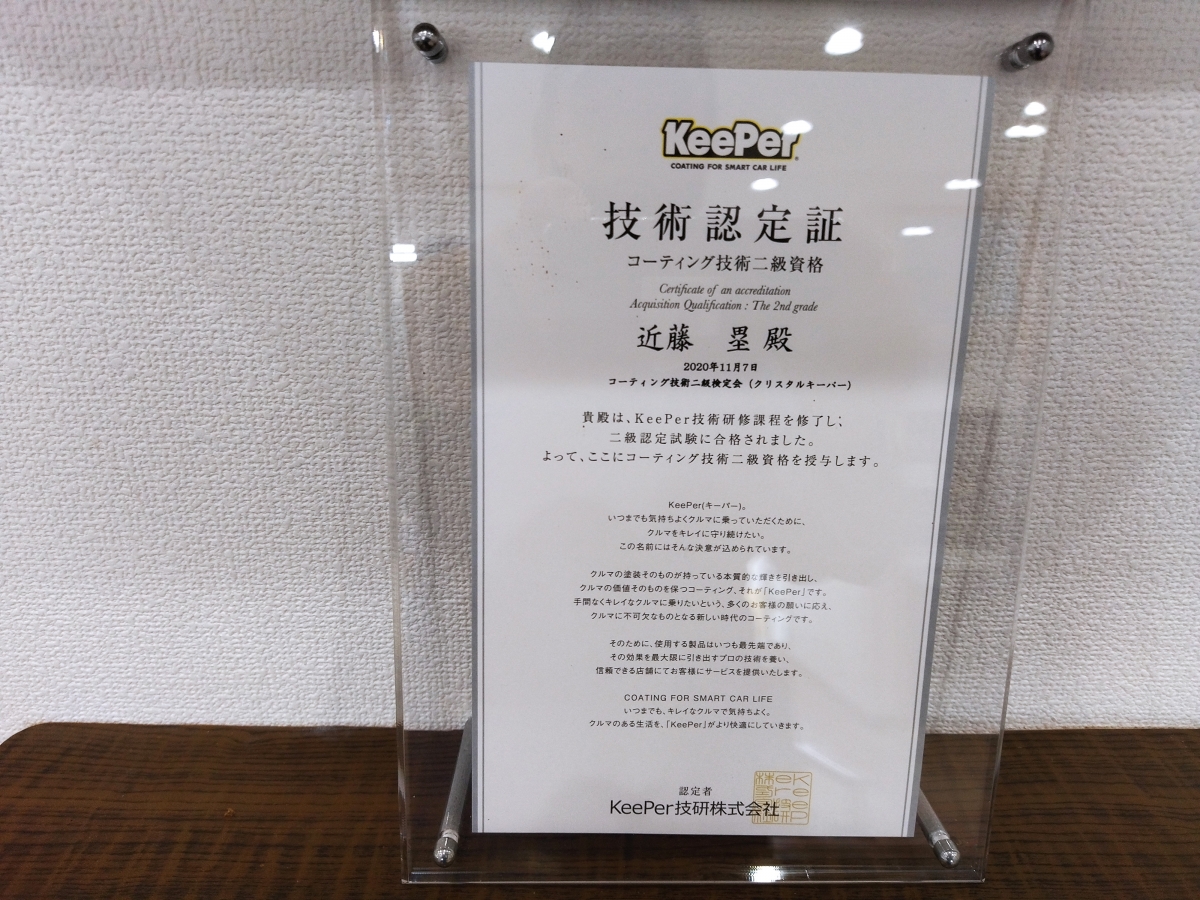 KeePer
COATING FOR SMART CAR LIFE
技術認定証
コーティング技術二級資格
Certificate of an accreditation
Acquisition Qualification : The 2nd grade
近藤 塁 殿
2020年11月7日
コーティング技術二級検定会（クリスタルキーパー）
貴殿は、KeePer技術研修課程を修了し、
二級認定試験に合格されました。
よって、ここにコーティング技術二級資格を授与します。
KeePer(キーパー)。
いつまでも気持ちよくクルマに乗っていただくために、
クルマをキレイに守り続けたい。
この名前にはそんな決意が込められています。
クルマの塗装そのものが持っている本質的な輝きを引き出し、
クルマの価値そのものを保つコーティング、それが「KeePer」です。
手間なくキレイなクルマに乗りたいという、多くのお客様の願いに応え、
クルマに不可欠なものとなる新しい時代のコーティングです。
そのために、使用する製品はいつも最先端であり、
その効果を最大限に引き出すプロの技術を養い、
信頼できる店舗にてお客様にサービスを提供いたします。
COATING FOR SMART CAR LIFE
いつまでも、キレイなクルマで気持ちよく。
クルマのある生活を、「KeePer」がより快適にしていきます。
認定者
KeePer技研株式会社